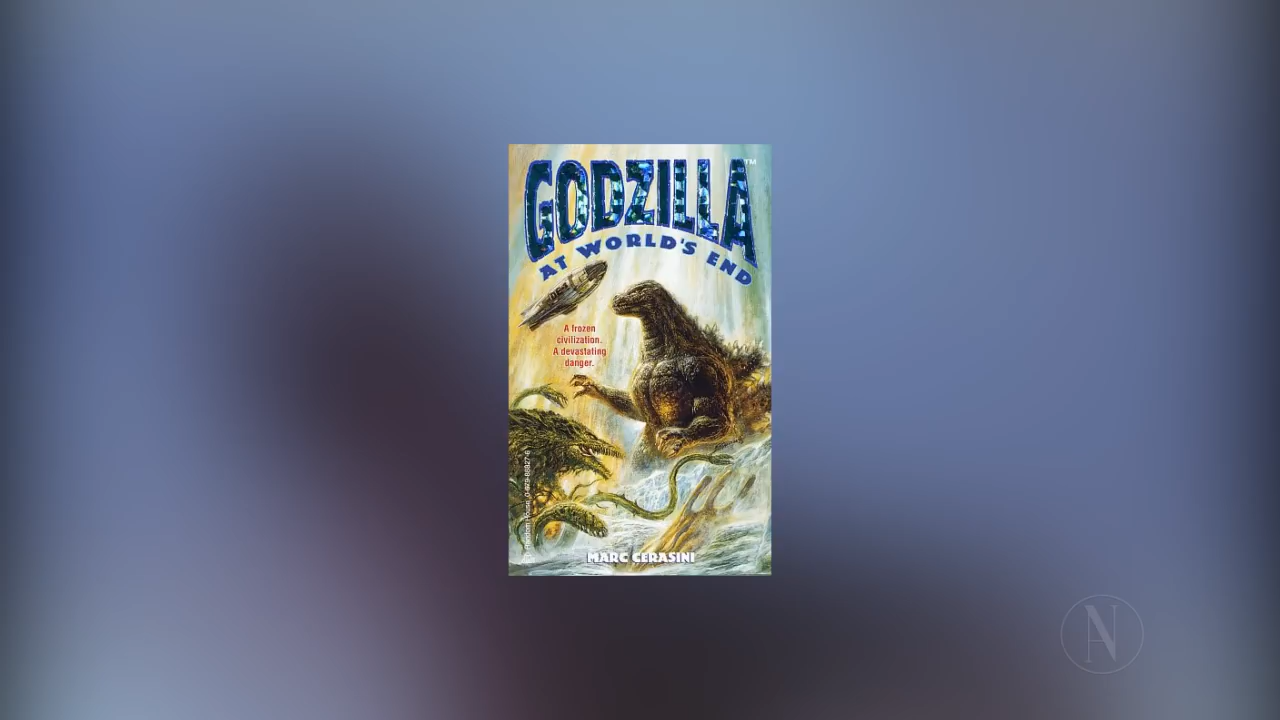 GODZILLA™
AT WORLD'S END
A frozen
civilization.
A devastating
danger.
MARC CERASINI